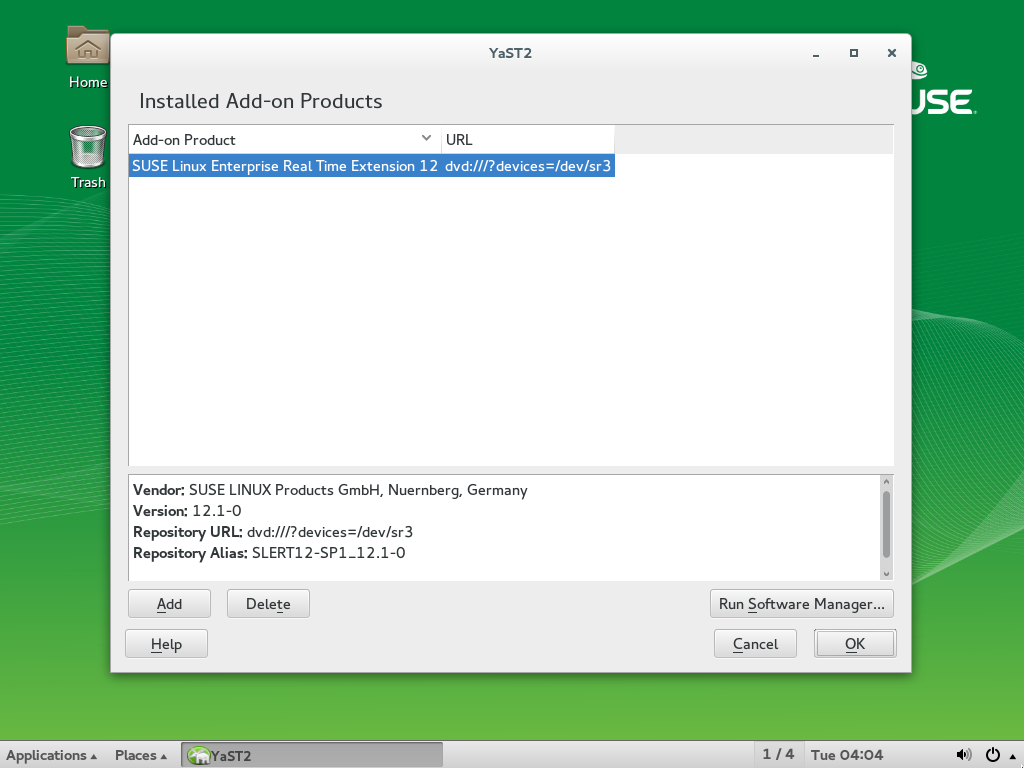 Home
Trash
YaST2
USE
Installed Add-on Products
Add-on Product URL
SUSE Linux Enterprise Real Time Extension 12 dvd:///?devices=/dev/sr3
Vendor: SUSE LINUX Products GmbH, Nuernberg, Germany
Version: 12.1-0
Repository URL: dvd:///?devices=/dev/sr3
Repository Alias: SLERT12-SP1_12.1-0
Add Delete Run Software Manager...
Help Cancel OK
Applications Places YaST2 1 / 4 Tue 04:04